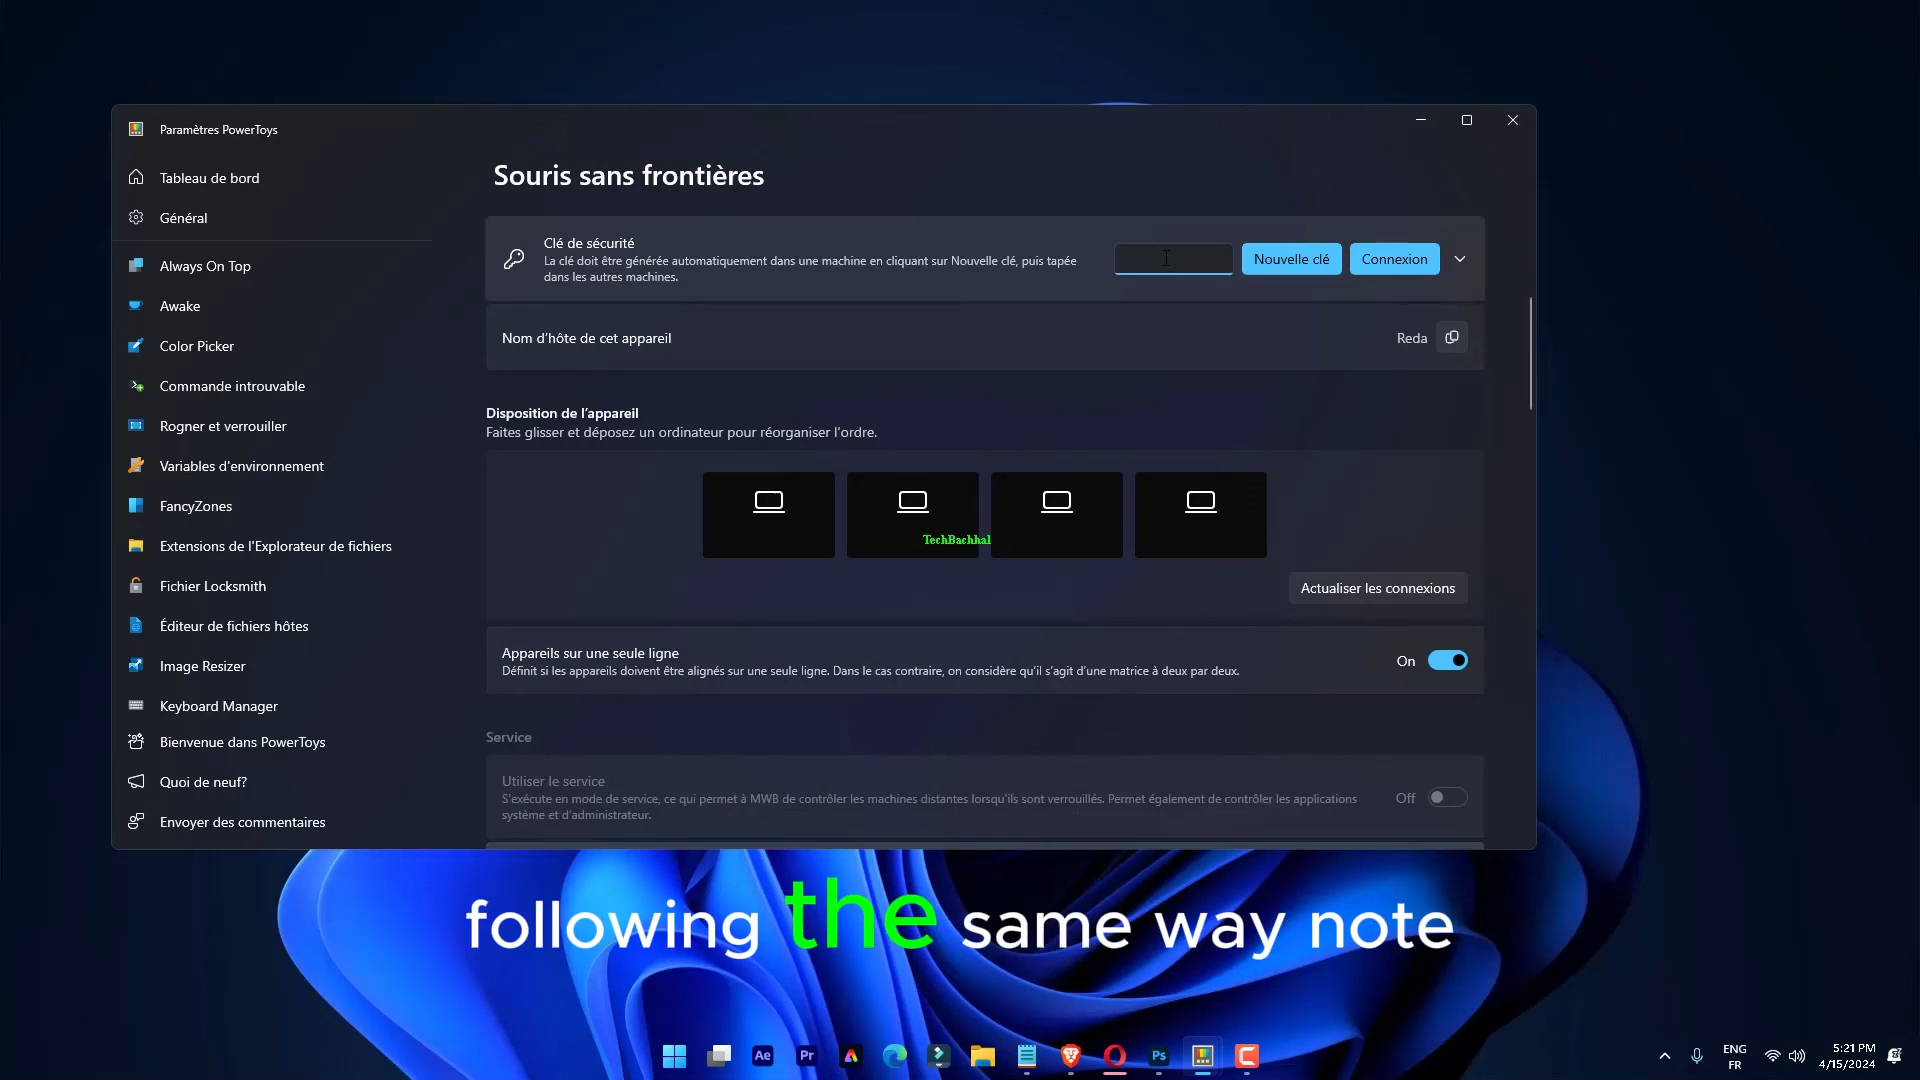 Paramètres PowerToys
Tableau de bord
Général
Always On Top
Awake
Color Picker
Commande introuvable
Rogner et verrouiller
Variables d'environnement
FancyZones
Extensions de l'Explorateur de fichiers
Fichier Locksmith
Éditeur de fichiers hôtes
Image Resizer
Keyboard Manager
Bienvenue dans PowerToys
Quoi de neuf?
Envoyer des commentaires
Souris sans frontières
Clé de sécurité
La clé doit être générée automatiquement dans une machine en cliquant sur Nouvelle clé, puis tapée
dans les autres machines.
Nouvelle clé
Connexion
Nom d'hôte de cet appareil
Reda
Disposition de l'appareil
Faites glisser et déposez un ordinateur pour réorganiser l'ordre.
TechBachhal
Actualiser les connexions
Appareils sur une seule ligne
Définit si les appareils doivent être alignés sur une seule ligne. Dans le cas contraire, on considère qu'il s'agit d'une matrice à deux par deux.
On
Service
Utiliser le service
S'exécute en mode de service, ce qui permet à MWB de contrôler les machines distantes lorsqu'ils sont verrouillés. Permet également de contrôler les applications
système et d'administrateur.
Off
following the same way note
Ae
Pr
Ps
ENG
FR
5:21 PM
4/15/2024